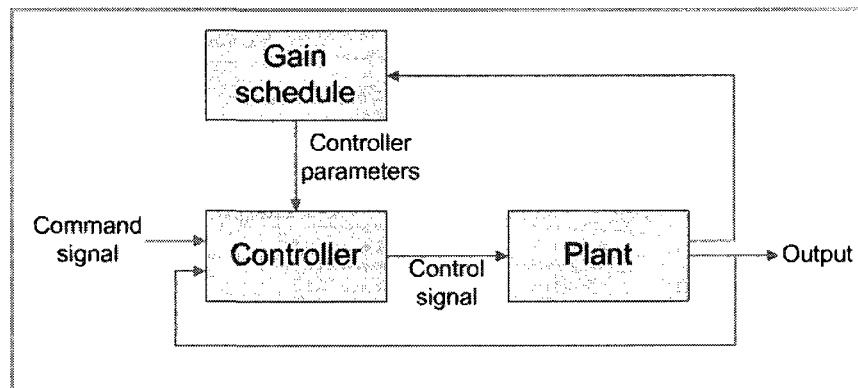 Gain
schedule
Controller
parameters
Command
signal
Controller
Control
signal
Plant
Output